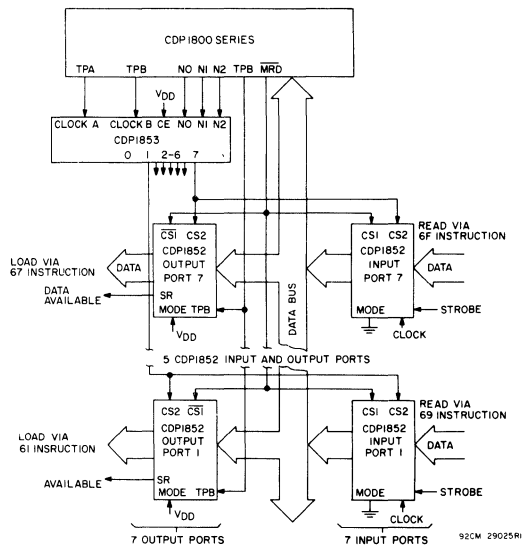 CDP1800 SERIES
TPA TPB N0 N1 N2 TPB MRD
VDD
CLOCK A CLOCK B CE N0 N1 N2
CDP1853
0 1 2-6 7
CS1 CS2
CDP1852
OUTPUT
PORT 7
SR
MODE TPB
VDD
LOAD VIA
67 INSTRUCTION
DATA
DATA
AVAILABLE
DATA BUS
CS1 CS2
CDP1852
INPUT
PORT 7
MODE
READ VIA
6F INSTRUCTION
DATA
STROBE
CLOCK
5 CDP1852 INPUT AND OUTPUT PORTS
CS2 CS1
CDP1852
OUTPUT
PORT 1
SR
MODE TPB
VDD
LOAD VIA
61 INSRUCTION
AVAILABLE
CS1 CS2
CDP1852
INPUT
PORT 1
MODE
READ VIA
69 INSTRUCTION
DATA
STROBE
CLOCK
7 OUTPUT PORTS
7 INPUT PORTS
92CM 29025RI